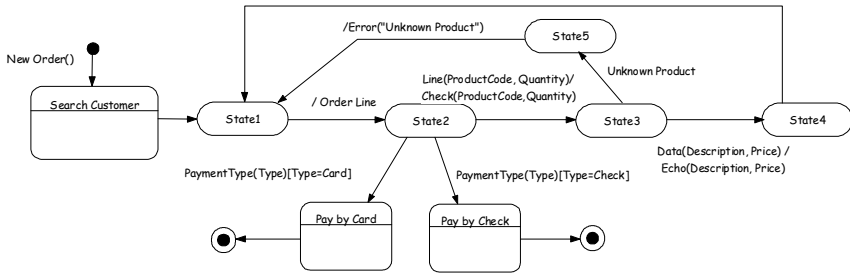 /Error("Unknown Product")
State5
New Order()
Unknown Product
Line(ProductCode, Quantity)/
Check(ProductCode,Quantity)
Search Customer
/ Order Line
State1
State2
State3
State4
Data(Description, Price) /
Echo(Description, Price)
PaymentType(Type)[Type=Card]
PaymentType(Type)[Type=Check]
Pay by Card
Pay by Check